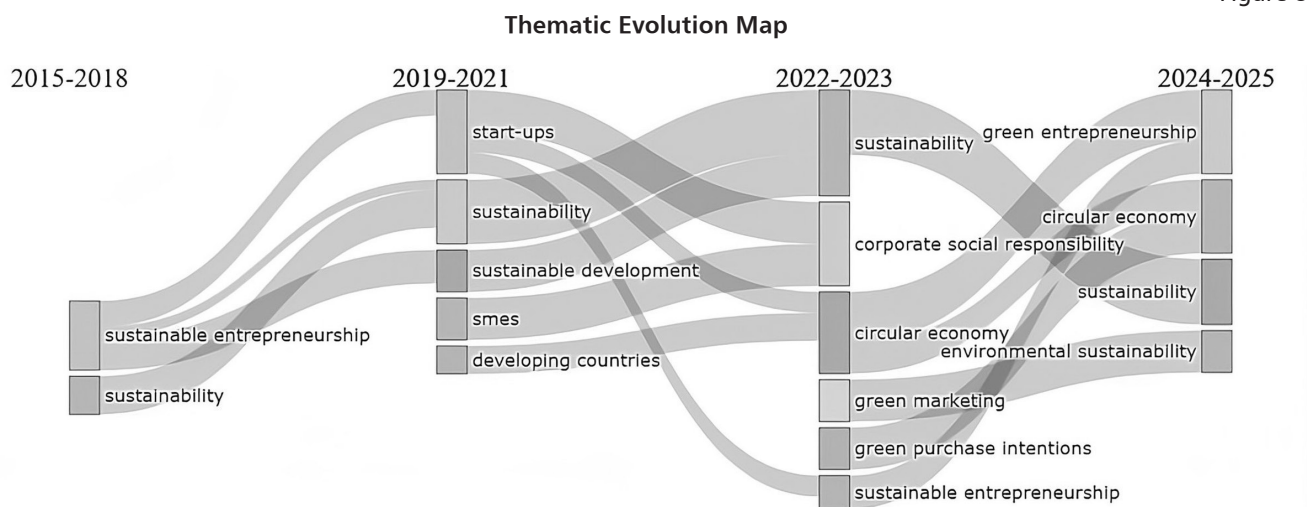 Thematic Evolution Map
2015-2018
2019-2021
2022-2023
2024-2025
sustainable entrepreneurship
sustainability
start-ups
sustainability
sustainable development
smes
developing countries
sustainability
corporate social responsibility
circular economy
green marketing
green purchase intentions
sustainable entrepreneurship
green entrepreneurship
circular economy
sustainability
environmental sustainability